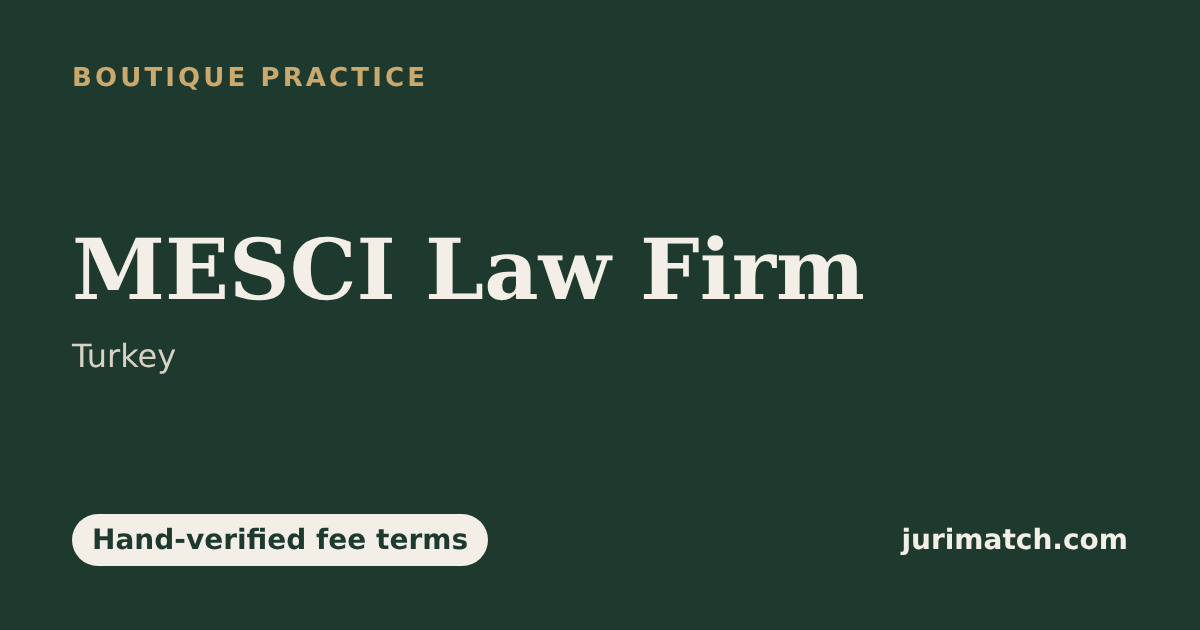 BOUTIQUE PRACTICE
MESCI Law Firm
Turkey
Hand-verified fee terms
jurimatch.com